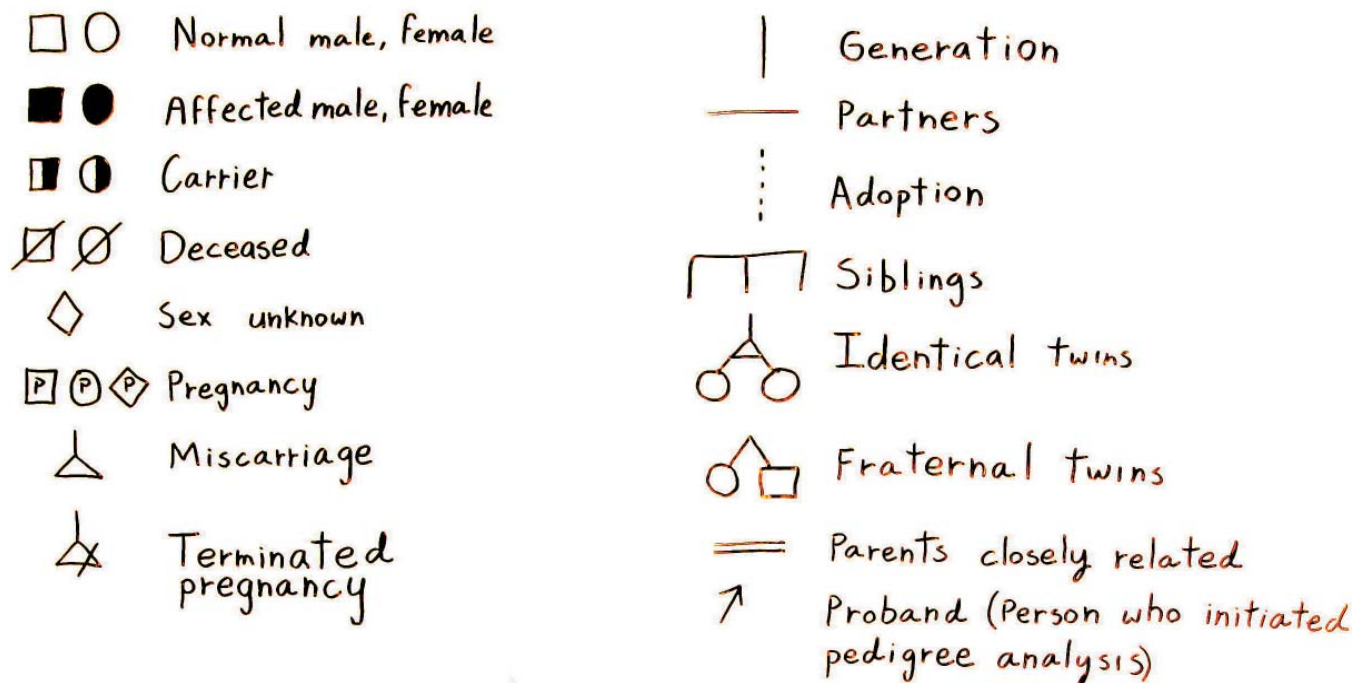 Normal male, female
Affected male, female
Carrier
Deceased
Sex unknown
P P P Pregnancy
Miscarriage
Terminated
pregnancy
Generation
Partners
Adoption
Siblings
Identical twins
Fraternal twins
Parents closely related
Proband (Person who initiated
pedigree analysis)